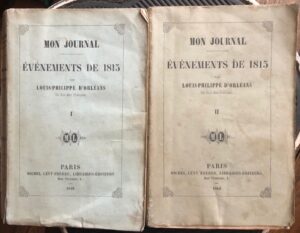 MON JOURNAL
ÉVÉNEMENTS DE 1815
PAR
LOUIS-PHILIPPE D'ORLÉANS
I
ML
PARIS
MICHEL LÉVY FRÈRES, LIBRAIRES-ÉDITEURS
MON JOURNAL
ÉVÉNEMENTS DE 1815
PAR
LOUIS-PHILIPPE D'ORLÉANS
II
ML
PARIS
MICHEL LÉVY FRÈRES, LIBRAIRES-ÉDITEURS